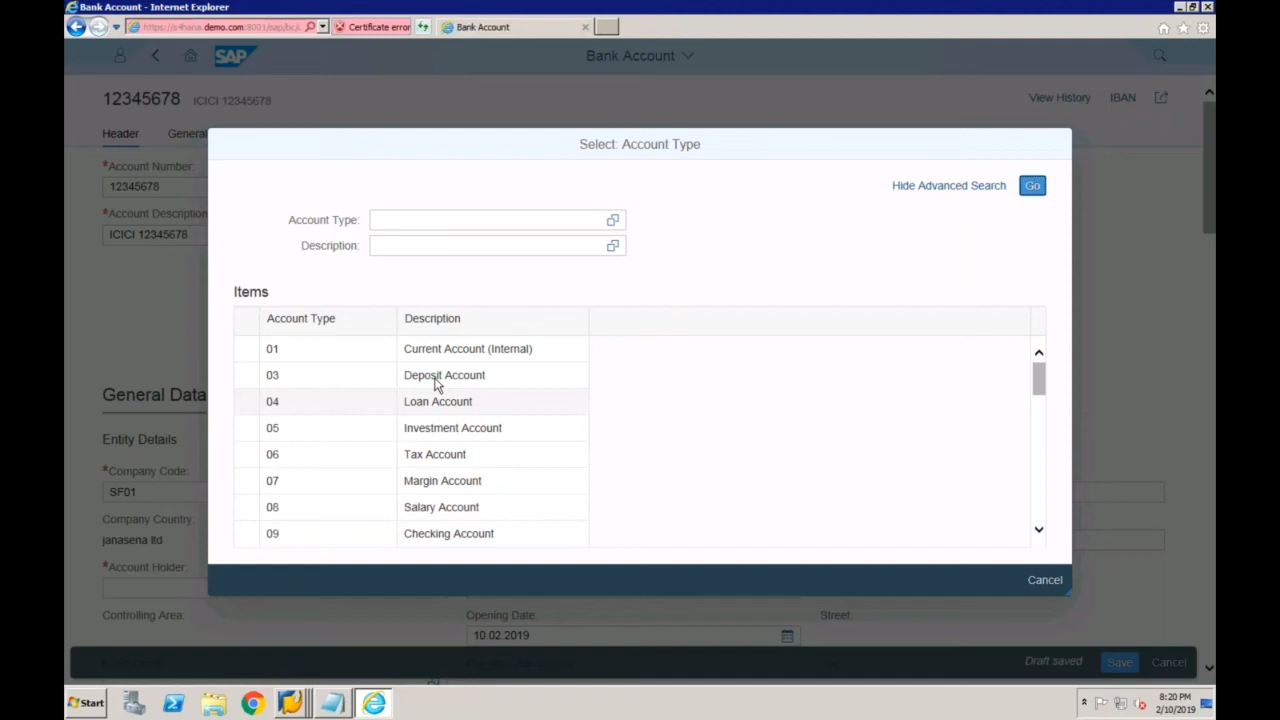 Bank Account - Internet Explorer
https://s4hana.demo.com:8001/sap/bc/
Certificate error
Bank Account
SAP
Bank Account
12345678
ICICI 12345678
View History
IBAN
Header
General
Select: Account Type
*Account Number:
12345678
Hide Advanced Search
Go
*Account Description
ICICI 12345678
Account Type:
Description:
Items
Account Type
Description
01
Current Account (Internal)
03
Deposit Account
04
Loan Account
05
Investment Account
06
Tax Account
07
Margin Account
08
Salary Account
09
Checking Account
General Data
Entity Details
*Company Code:
SF01
Company Country:
janasena ltd
*Account Holder:
Cancel
Controlling Area:
Opening Date:
Street:
10.02.2019
Draft saved
Save
Cancel
Start
8:20 PM
2/10/2019